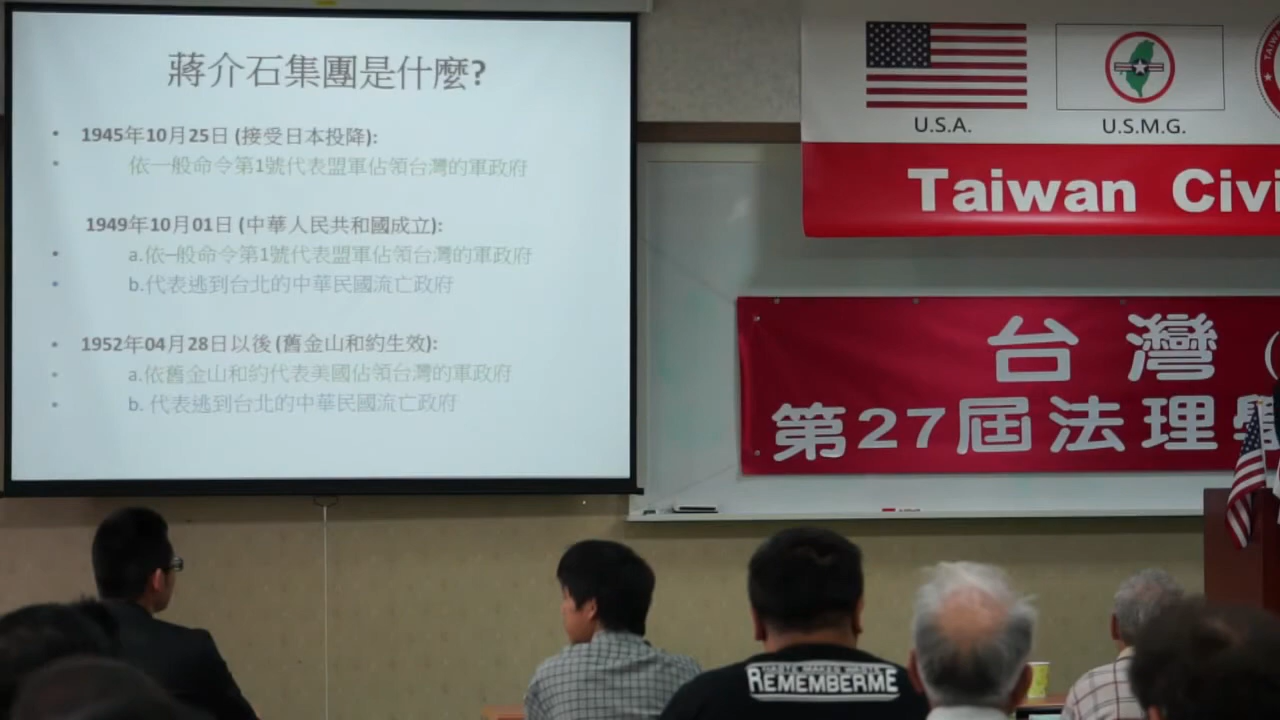 蔣介石集團是什麼?
• 1945年10月25日 (接受日本投降):
• 依一般命令第1號代表盟軍佔領台灣的軍政府
1949年10月01日 (中華人民共和國成立):
• a.依一般命令第1號代表盟軍佔領台灣的軍政府
• b.代表逃到台北的中華民國流亡政府
• 1952年04月28日以後 (舊金山和約生效):
• a.依舊金山和約代表美國佔領台灣的軍政府
• b. 代表逃到台北的中華民國流亡政府
U.S.A.
U.S.M.G.
Taiwan Civi
台灣(
第27屆法理學
WASTE MAKES WASTE
REMEMBERME